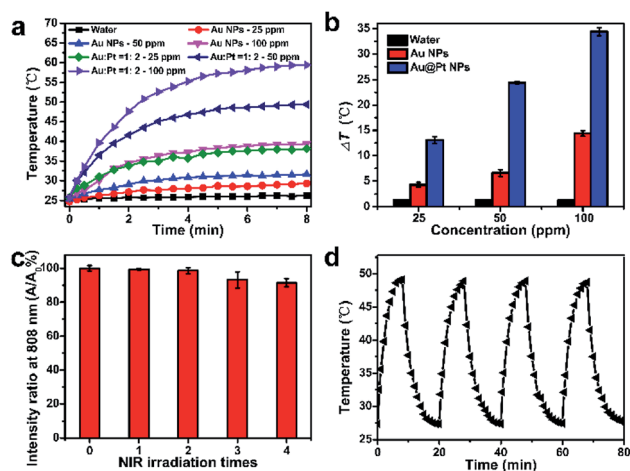 a
Water
Au NPs - 25 ppm
Au NPs - 50 ppm
Au NPs - 100 ppm
Au:Pt =1: 2 - 25 ppm
Au:Pt =1: 2 - 50 ppm
Au:Pt =1: 2 - 100 ppm
Temperature (℃)
70
65
60
55
50
45
40
35
30
25
0 2 4 6 8
Time (min)
b
Water
Au NPs
Au@Pt NPs
ΔT (℃)
35
30
25
20
15
10
5
0
25 50 100
Concentration (ppm)
c
Intensity ratio at 808 nm (A/A₀%)
100
80
60
40
20
0
0 1 2 3 4
NIR irradiation times
d
Temperature (℃)
50
45
40
35
30
25
0 20 40 60 80
Time (min)